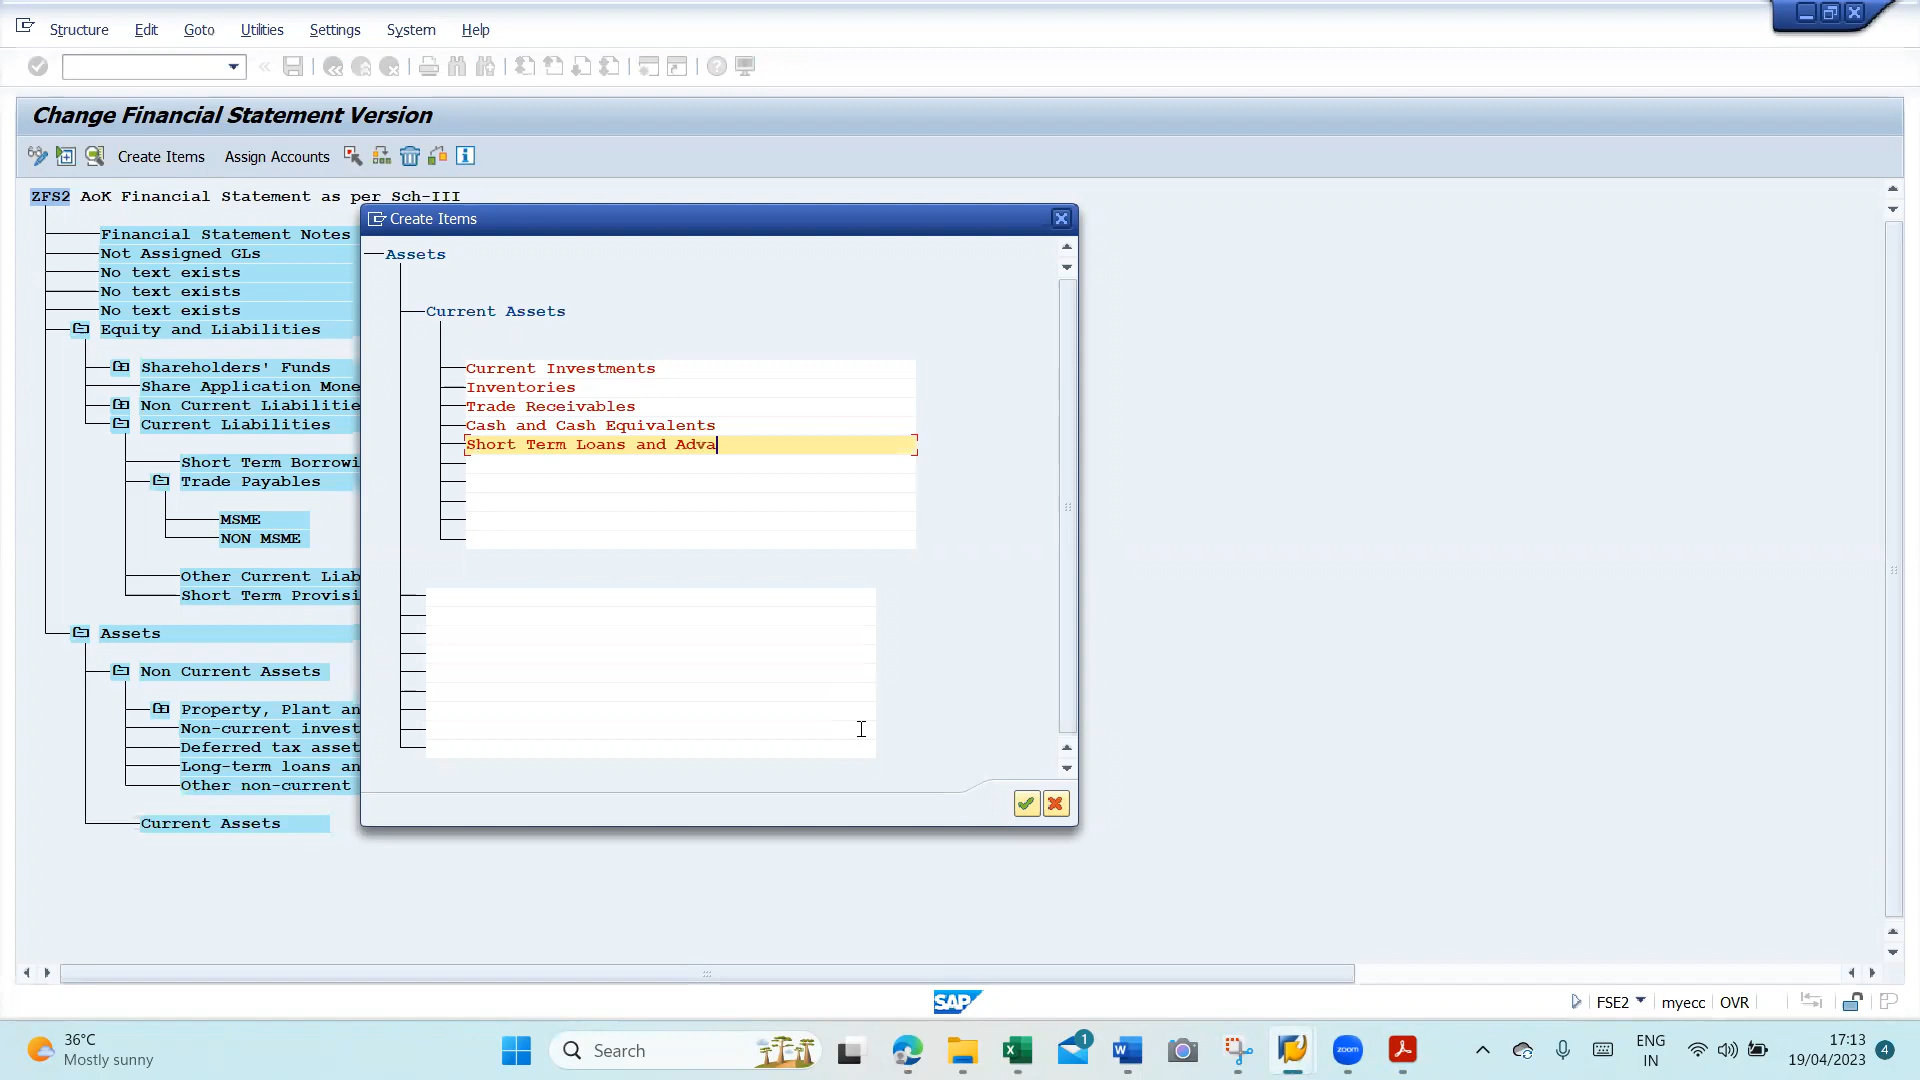 Structure Edit Goto Utilities Settings System Help
Change Financial Statement Version
Create Items Assign Accounts
ZFS2 AoK Financial Statement as per Sch-III
Financial Statement Notes
Not Assigned GLs
No text exists
No text exists
No text exists
Equity and Liabilities
Shareholders' Funds
Share Application Mone
Non Current Liabilitie
Current Liabilities
Short Term Borrowi
Trade Payables
MSME
NON MSME
Other Current Liab
Short Term Provisi
Assets
Non Current Assets
Property, Plant an
Non-current invest
Deferred tax asset
Long-term loans an
Other non-current
Current Assets
Create Items
Assets
Current Assets
Current Investments
Inventories
Trade Receivables
Cash and Cash Equivalents
Short Term Loans and Adva
SAP
FSE2 myecc OVR
36°C
Mostly sunny
Search
1
zoom
ENG
IN
17:13
19/04/2023
4